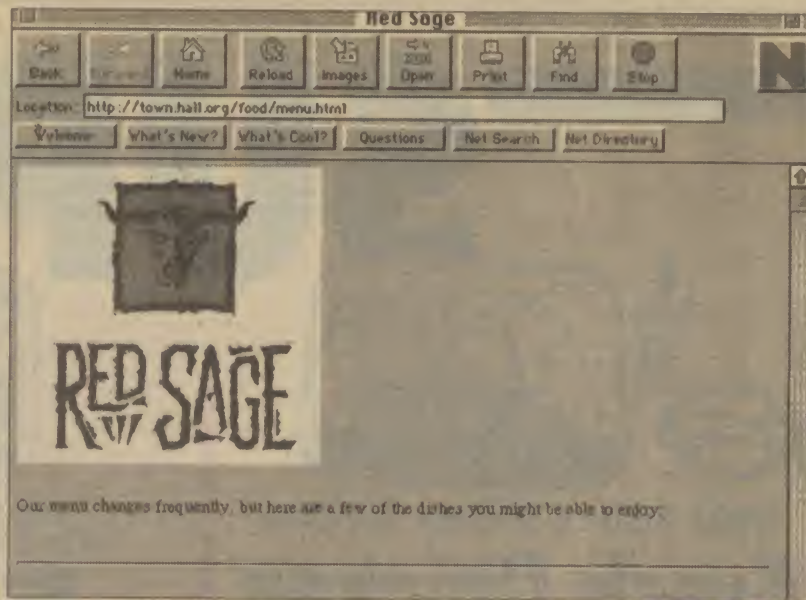 Red Sage
Back Forward Home Reload Images Open Print Find Stop N
Location: http://town.hall.org/food/menu.html
Welcome What's New? What's Cool? Questions Net Search Net Directory
RED SAGE
Our menu changes frequently, but here are a few of the dishes you might be able to enjoy: